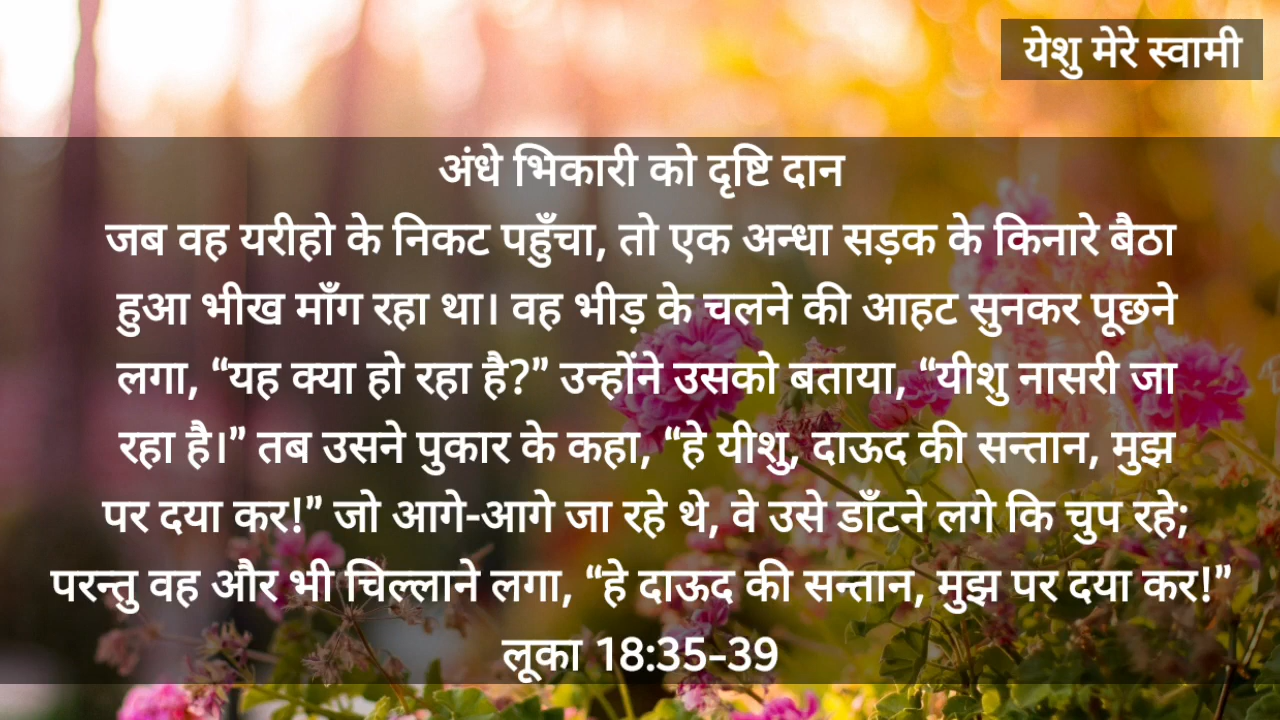 येशु मेरे स्वामी
अंधे भिकारी को दृष्टि दान
जब वह यरीहो के निकट पहुँचा, तो एक अन्धा सड़क के किनारे बैठा
हुआ भीख माँग रहा था। वह भीड़ के चलने की आहट सुनकर पूछने
लगा, “यह क्या हो रहा है?” उन्होंने उसको बताया, “यीशु नासरी जा
रहा है।” तब उसने पुकार के कहा, “हे यीशु, दाऊद की सन्तान, मुझ
पर दया कर!” जो आगे-आगे जा रहे थे, वे उसे डाँटने लगे कि चुप रहे;
परन्तु वह और भी चिल्लाने लगा, “हे दाऊद की सन्तान, मुझ पर दया कर!”
लूका 18:35-39